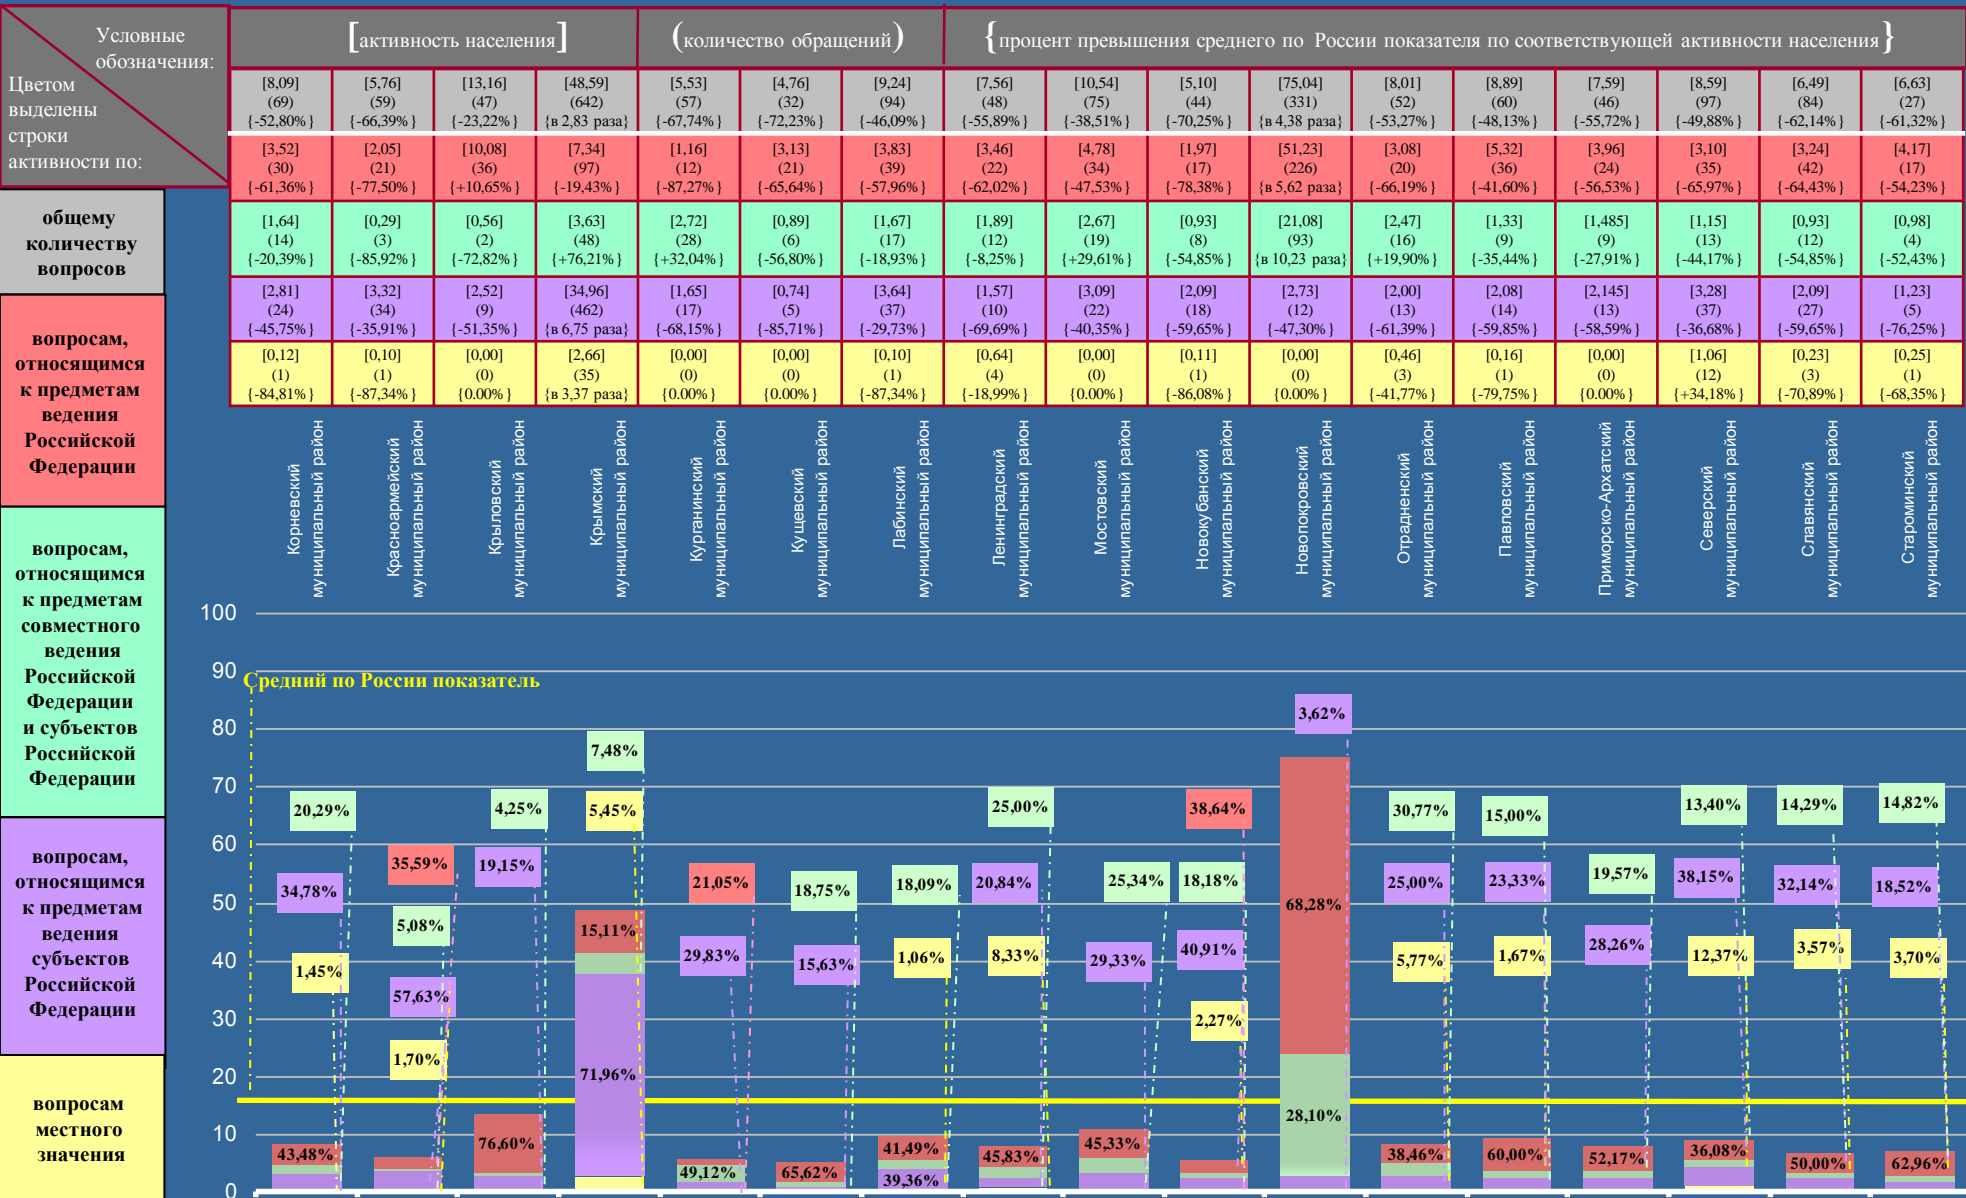 Условные
обозначения:
Цветом
выделены
строки
активности по:
[активность населения]
(количество обращений)
{процент превышения среднего по России показателя по соответствующей активности населения}
[8,09] [5,76] [13,16] [48,59] [5,53] [4,76] [9,24] [7,56] [10,54] [5,10] [75,04] [8,01] [8,89] [7,59] [8,59] [6,49] [6,63]
(69) (59) (47) (642) (57) (32) (94) (48) (75) (44) (331) (52) (60) (46) (97) (84) (27)
{-52,80%} {-66,39%} {-23,22%} {в 2,83 раза} {-67,74%} {-72,23%} {-46,09%} {-55,89%} {-38,51%} {-70,25%} {в 4,38 раза} {-53,27%} {-48,13%} {-55,72%} {-49,88%} {-62,14%} {-61,32%}
[3,52] [2,05] [10,08] [7,34] [1,16] [3,13] [3,83] [3,46] [4,78] [1,97] [51,23] [3,08] [5,32] [3,96] [3,10] [3,24] [4,17]
(30) (21) (36) (97) (12) (21) (39) (22) (34) (17) (226) (20) (36) (24) (35) (42) (17)
{-61,36%} {-77,50%} {+10,65%} {-19,43%} {-87,27%} {-65,64%} {-57,96%} {-62,02%} {-47,53%} {-78,38%} {в 5,62 раза} {-66,19%} {-41,60%} {-56,53%} {-65,97%} {-64,43%} {-54,23%}
[1,64] [0,29] [0,56] [3,63] [2,72] [0,89] [1,67] [1,89] [2,67] [0,93] [21,08] [2,47] [1,33] [1,485] [1,15] [0,93] [0,98]
(14) (3) (2) (48) (28) (6) (17) (12) (19) (8) (93) (16) (9) (9) (13) (12) (4)
{-20,39%} {-85,92%} {-72,82%} {+76,21%} {+32,04%} {-56,80%} {-18,93%} {-8,25%} {+29,61%} {-54,85%} {в 10,23 раза} {+19,90%} {-35,44%} {-27,91%} {-44,17%} {-54,85%} {-52,43%}
[2,81] [3,32] [2,52] [34,96] [1,65] [0,74] [3,64] [1,57] [3,09] [2,09] [2,73] [2,00] [2,08] [2,145] [3,28] [2,09] [1,23]
(24) (34) (9) (462) (17) (5) (37) (10) (22) (18) (12) (13) (14) (13) (37) (27) (5)
{-45,75%} {-35,91%} {-51,35%} {в 6,75 раза} {-68,15%} {-85,71%} {-29,73%} {-69,69%} {-40,35%} {-59,65%} {-47,30%} {-61,39%} {-59,85%} {-58,59%} {-36,68%} {-59,65%} {-76,25%}
[0,12] [0,10] [0,00] [2,66] [0,00] [0,00] [0,10] [0,64] [0,00] [0,11] [0,00] [0,46] [0,16] [0,00] [1,06] [0,23] [0,25]
(1) (1) (0) (35) (0) (0) (1) (4) (0) (1) (0) (3) (1) (0) (12) (3) (1)
{-84,81%} {-87,34%} {0.00%} {в 3,37 раза} {0.00%} {0.00%} {-87,34%} {-18,99%} {0.00%} {-86,08%} {0.00%} {-41,77%} {-79,75%} {0.00%} {+34,18%} {-70,89%} {-68,35%}
общему
количеству
вопросов
вопросам,
относящимся
к предметам
ведения
Российской
Федерации
вопросам,
относящимся
к предметам
совместного
ведения
Российской
Федерации
и субъектов
Российской
Федерации
вопросам,
относящимся
к предметам
ведения
субъектов
Российской
Федерации
вопросам
местного
значения
Корневский
муниципальный район
Красноармейский
муниципальный район
Крыловский
муниципальный район
Крымский
муниципальный район
Курганинский
муниципальный район
Кущевский
муниципальный район
Лабинский
муниципальный район
Ленинградский
муниципальный район
Мостовский
муниципальный район
Новокубанский
муниципальный район
Новопокровский
муниципальный район
Отрадненский
муниципальный район
Павловский
муниципальный район
Приморско-Архатский
муниципальный район
Северский
муниципальный район
Славянский
муниципальный район
Староминский
муниципальный район
100
90
80
70
60
50
40
30
20
10
0
Средний по России показатель
20,29%
34,78%
1,45%
43,48%
35,59%
5,08%
57,63%
1,70%
4,25%
19,15%
76,60%
7,48%
5,45%
15,11%
71,96%
21,05%
29,83%
49,12%
18,75%
15,63%
65,62%
18,09%
1,06%
41,49%
39,36%
25,00%
20,84%
8,33%
45,83%
25,34%
29,33%
45,33%
38,64%
18,18%
40,91%
2,27%
3,62%
68,28%
28,10%
30,77%
25,00%
5,77%
38,46%
15,00%
23,33%
1,67%
60,00%
19,57%
28,26%
52,17%
13,40%
38,15%
12,37%
36,08%
14,29%
32,14%
3,57%
50,00%
14,82%
18,52%
3,70%
62,96%